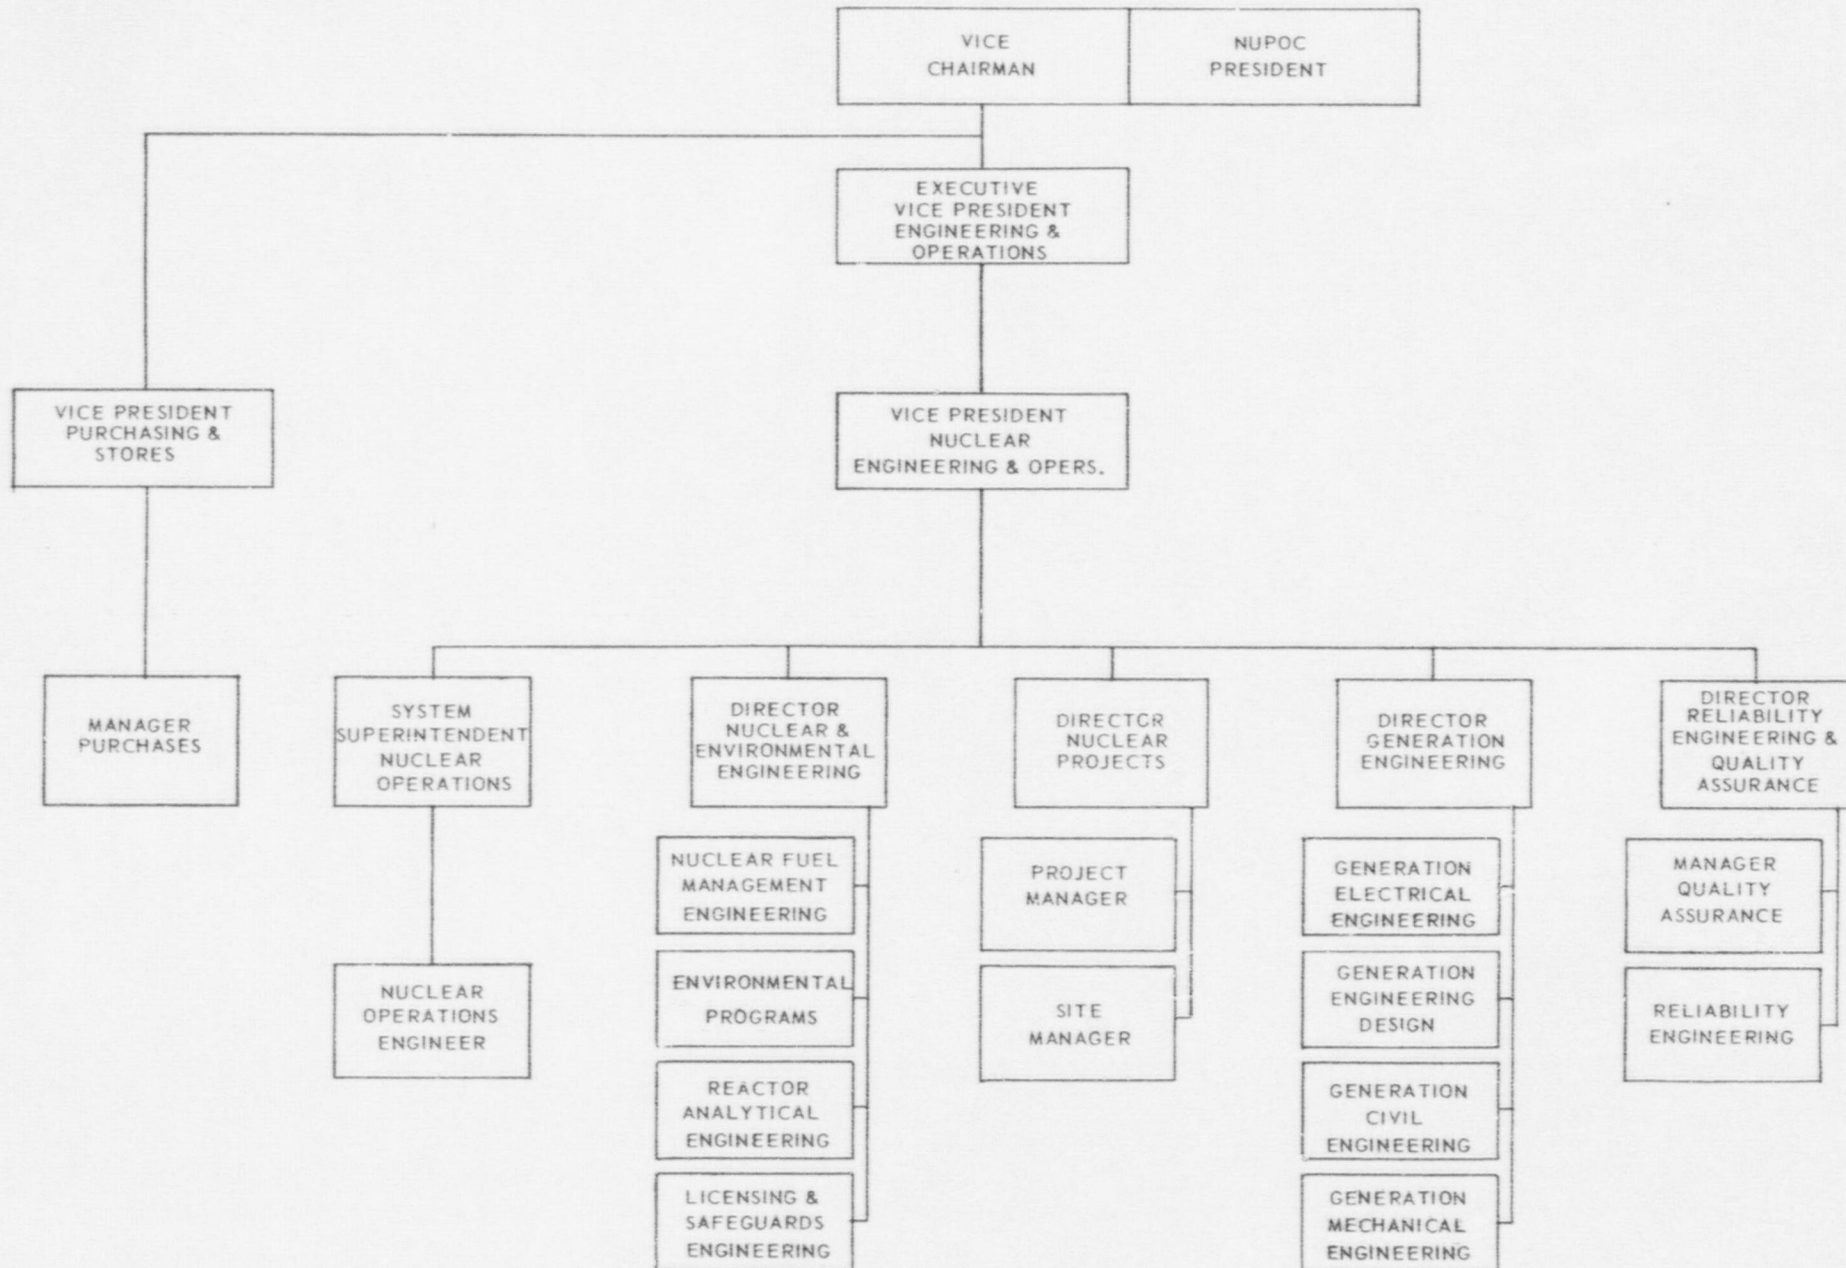 VICE
CHAIRMAN
NUPOC
PRESIDENT
EXECUTIVE
VICE PRESIDENT
ENGINEERING &
OPERATIONS
VICE PRESIDENT
PURCHASING &
STORES
VICE PRESIDENT
NUCLEAR
ENGINEERING & OPERS.
MANAGER
PURCHASES
SYSTEM
SUPERINTENDENT
NUCLEAR
OPERATIONS
DIRECTOR
NUCLEAR &
ENVIRONMENTAL
ENGINEERING
DIRECTOR
NUCLEAR
PROJECTS
DIRECTOR
GENERATION
ENGINEERING
DIRECTOR
RELIABILITY
ENGINEERING &
QUALITY
ASSURANCE
NUCLEAR OPERATIONS
ENGINEER
NUCLEAR FUEL
MANAGEMENT
ENGINEERING
ENVIRONMENTAL
PROGRAMS
REACTOR
ANALYTICAL
ENGINEERING
LICENSING &
SAFEGUARDS
ENGINEERING
PROJECT
MANAGER
SITE
MANAGER
GENERATION
ELECTRICAL
ENGINEERING
GENERATION
ENGINEERING
DESIGN
GENERATION
CIVIL
ENGINEERING
GENERATION
MECHANICAL
ENGINEERING
MANAGER
QUALITY
ASSURANCE
RELIABILITY
ENGINEERING